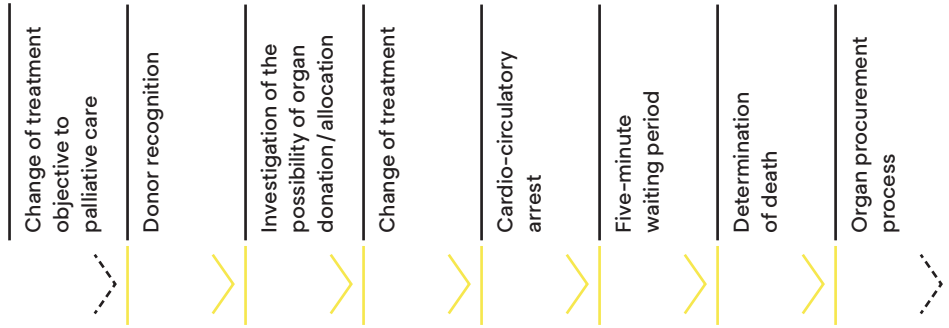 Change of treatment
objective to
palliative care
Donor recognition
Investigation of the
possibility of organ
donation / allocation
Change of treatment
Cardio-circulatory
arrest
Five-minute
waiting period
Determination
of death
Organ procurement
process